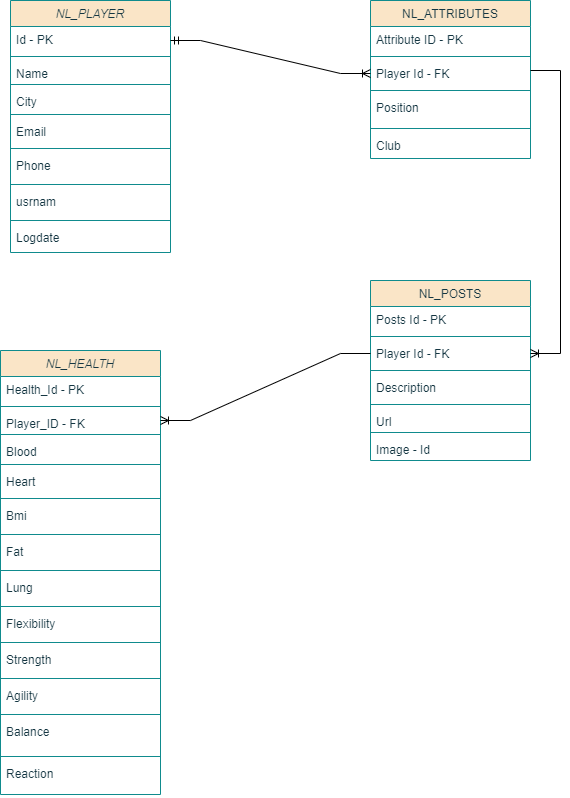 NL_PLAYER
Id - PK
Name
City
Email
Phone
usrnam
Logdate
NL_ATTRIBUTES
Attribute ID - PK
Player Id - FK
Position
Club
NL_POSTS
Posts Id - PK
Player Id - FK
Description
Url
Image - Id
NL_HEALTH
Health_Id - PK
Player_ID - FK
Blood
Heart
Bmi
Fat
Lung
Flexibility
Strength
Agility
Balance
Reaction